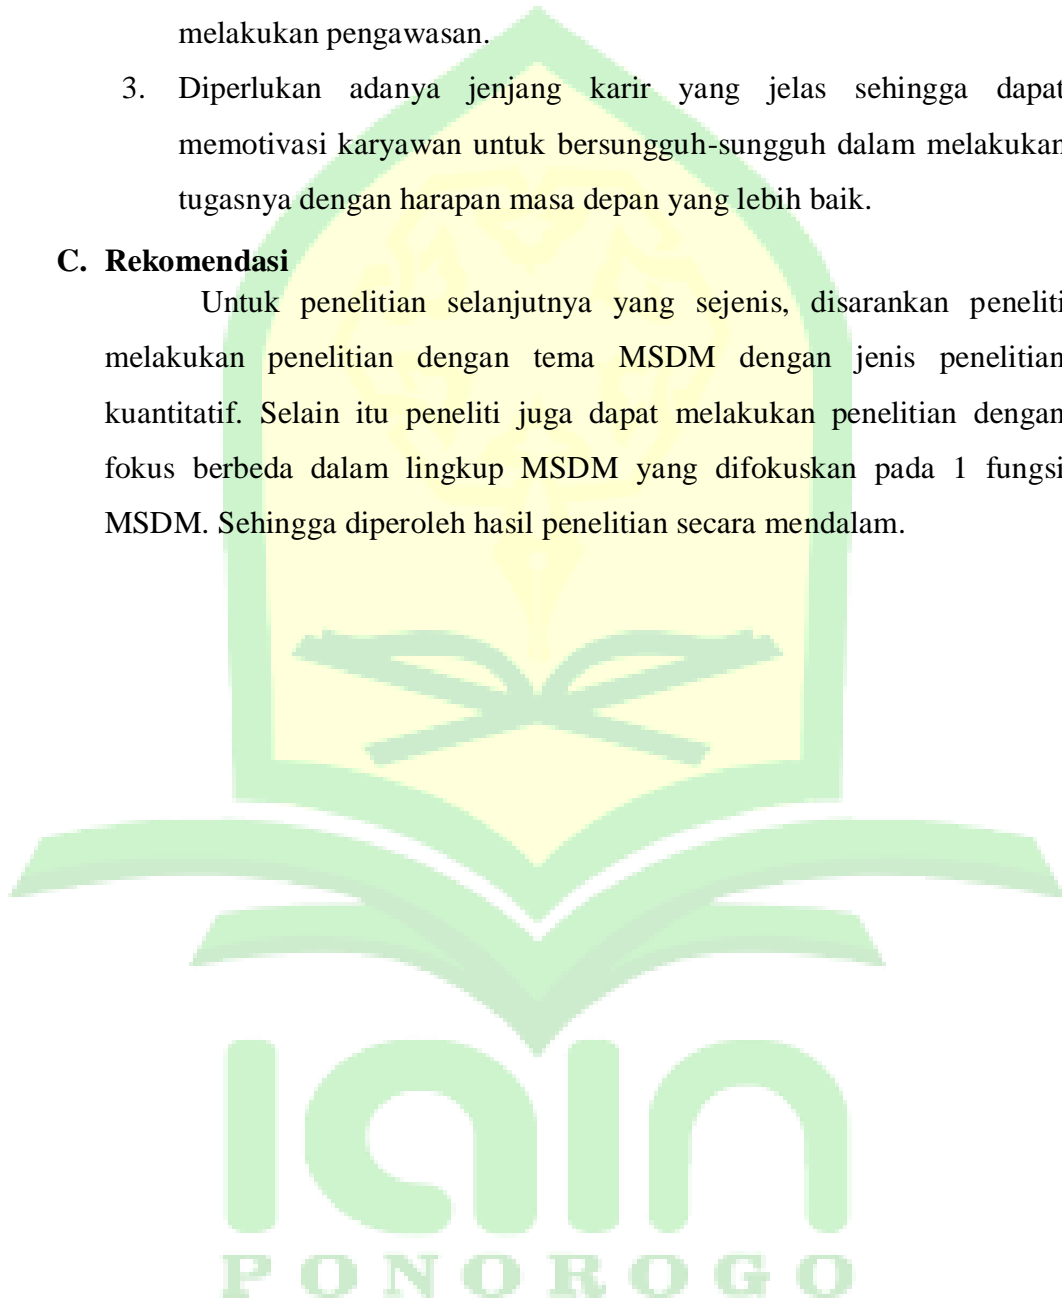 melakukan pengawasan.
3. Diperlukan adanya jenjang karir yang jelas sehingga dapat
memotivasi karyawan untuk bersungguh-sungguh dalam melakukan
tugasnya dengan harapan masa depan yang lebih baik.
C. Rekomendasi
Untuk penelitian selanjutnya yang sejenis, disarankan peneliti
melakukan penelitian dengan tema MSDM dengan jenis penelitian
kuantitatif. Selain itu peneliti juga dapat melakukan penelitian dengan
fokus berbeda dalam lingkup MSDM yang difokuskan pada 1 fungsi
MSDM. Sehingga diperoleh hasil penelitian secara mendalam.
iain
PONOROGO